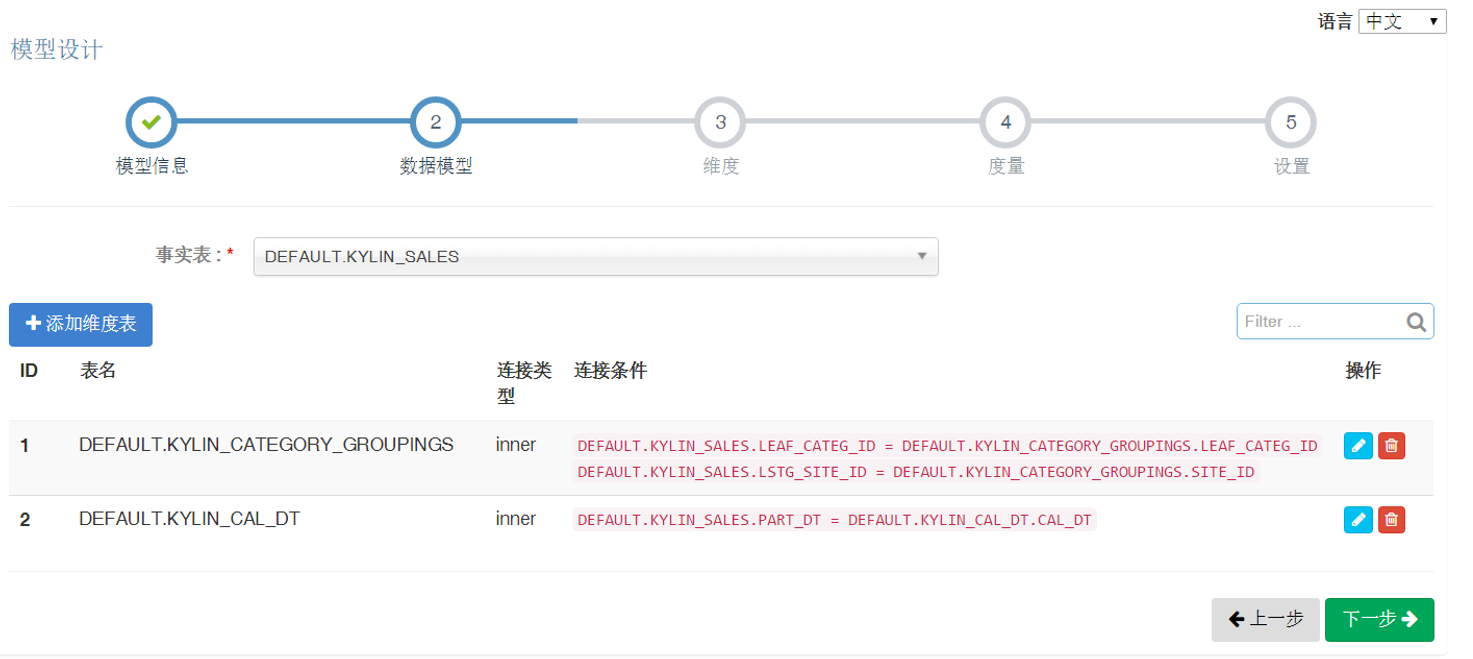 语言 中文
模型设计
2 3 4 5
模型信息 数据模型 维度 度量 设置
事实表 : * DEFAULT.KYLIN_SALES
添加维度表 Filter ...
ID 表名 连接类型 连接条件 操作
1 DEFAULT.KYLIN_CATEGORY_GROUPINGS inner DEFAULT.KYLIN_SALES.LEAF_CATEG_ID = DEFAULT.KYLIN_CATEGORY_GROUPINGS.LEAF_CATEG_ID
DEFAULT.KYLIN_SALES.LSTG_SITE_ID = DEFAULT.KYLIN_CATEGORY_GROUPINGS.SITE_ID
2 DEFAULT.KYLIN_CAL_DT inner DEFAULT.KYLIN_SALES.PART_DT = DEFAULT.KYLIN_CAL_DT.CAL_DT
上一步 下一步